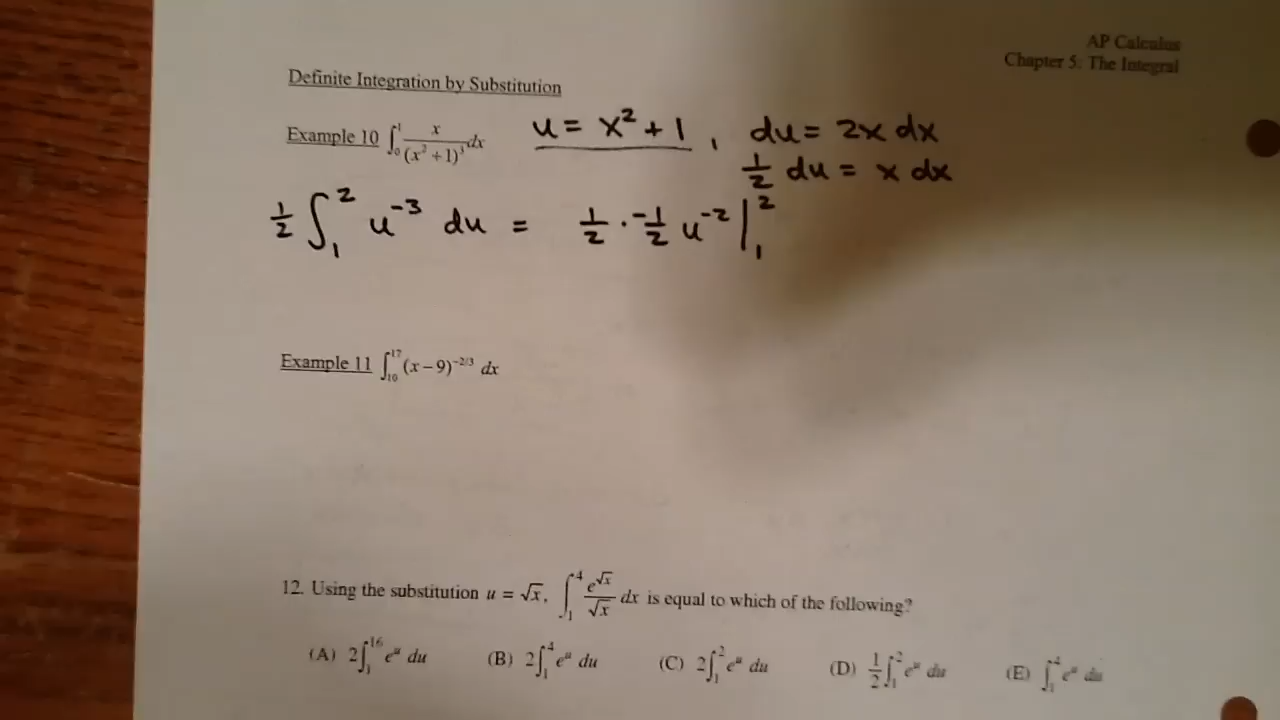 AP Calculus
Chapter 5: The Integral
Definite Integration by Substitution
Example 10 ∫₀¹ x/(x² + 1)³ dx   u = x² + 1 , du = 2x dx
½ du = x dx
½ ∫₁² u⁻³ du = ½ · -½ u⁻² |₁²
Example 11 ∫₁₀¹⁷ (x – 9)^(–2/3) dx
12. Using the substitution u = √x, ∫₁⁴ e^(√x)/√x dx is equal to which of the following?
(A) 2∫₁¹⁶ eᵘ du (B) 2∫₁⁴ eᵘ du (C) 2∫₁² eᵘ du (D) ½∫₁² eᵘ du (E) ∫₁⁴ eᵘ du